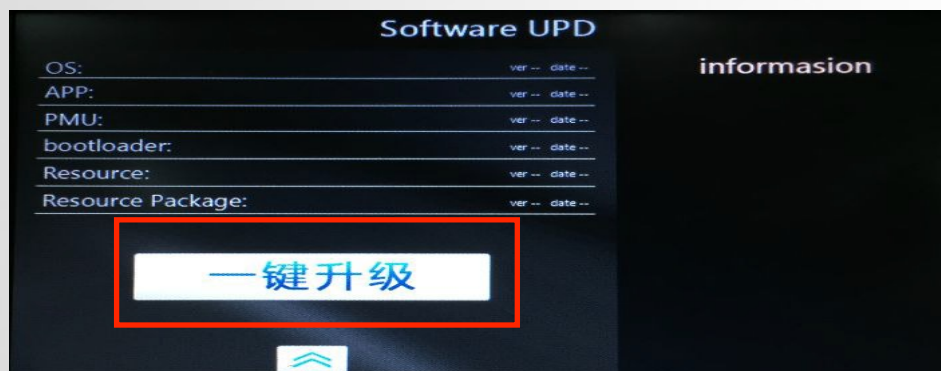 Software UPD
informasion
OS: ver -- date --
APP: ver -- date --
PMU: ver -- date --
bootloader: ver -- date --
Resource: ver -- date --
Resource Package: ver -- date --
一键升级